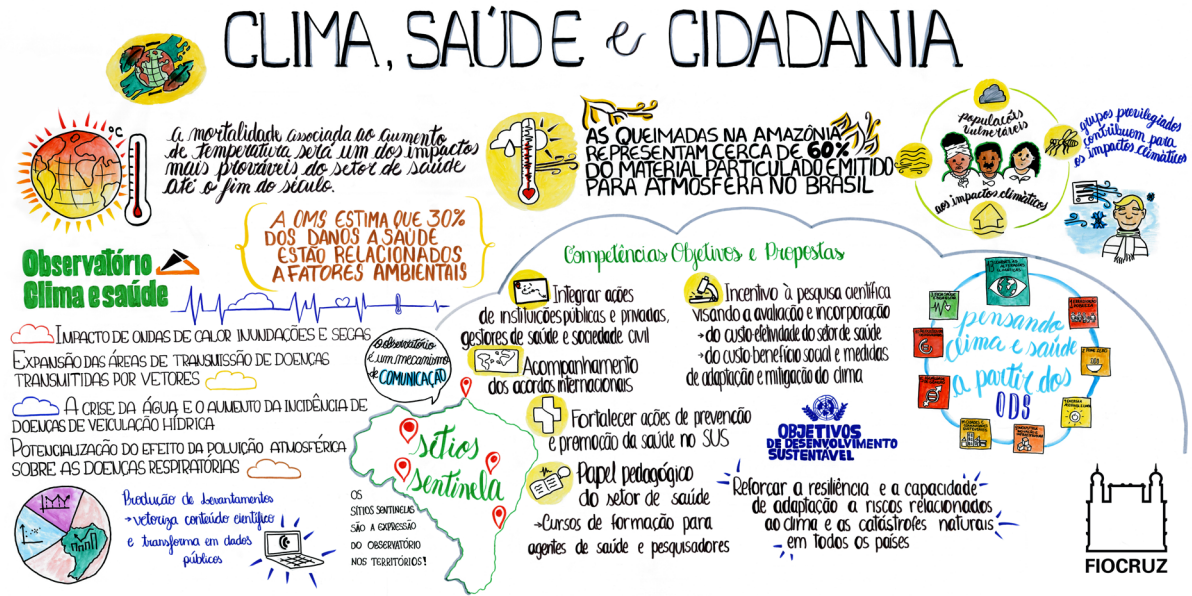 CLIMA, SAÚDE e CIDADANIA
°C
a mortalidade associada ao aumento
de temperatura será um dos impactos
mais prováveis do setor de saúde
até o fim do século.
AS QUEIMADAS NA AMAZÔNIA
REPRESENTAM CERCA DE 60%
DO MATERIAL PARTICULADO EMITIDO
PARA ATMOSFERA NO BRASIL
populações
vulneráveis
aos impactos climáticos
grupos previlegiados
contribuem para
os impactos climáticos
A OMS ESTIMA QUE 30%
DOS DANOS A SAÚDE
ESTÃO RELACIONADOS
A FATORES AMBIENTAIS
Observatório
Clima e saúde
IMPACTO DE ONDAS DE CALOR INUNDAÇÕES E SECAS
EXPANSÃO DAS ÁREAS DE TRANSMISSÃO DE DOENÇAS
TRANSMITIDAS POR VETORES
A CRISE DA ÁGUA E O AUMENTO DA INCIDÊNCIA DE
DOENÇAS DE VEICULAÇÃO HÍDRICA
POTENCIALIZAÇÃO DO EFEITO DA POLUIÇÃO ATMOSFÉRICA
SOBRE AS DOENÇAS RESPIRATÓRIAS
Produção de levantamentos
→ vetoriza conteúdo científico
e transforma em dados
públicos
O observatório
é um mecanismo
de COMUNICAÇÃO
sítios
sentinela
OS
SÍTIOS SENTINELAS
SÃO A EXPRESSÃO
DO OBSERVATÓRIO
NOS TERRITÓRIOS!
Competências Objetivos e Propostas
Integrar ações
de instituições públicas e privadas,
gestores de saúde e sociedade civil
Acompanhamento
dos acordos internacionais
Fortalecer ações de prevenção
e premoção da saúde no SUS
Papel pedagógico
do setor de saúde
→ Cursos de formação para
agentes de saúde e pesquisadores
Incentivo à pesquisa científica
visando a avaliação e incorporação
→ do custo-efetividade do setor de saúde
→ do custo-benefício social e medidas
de adaptação e mitigação do clima
OBJETIVOS
DE DESENVOLVIMENTO
SUSTENTÁVEL
Reforçar a resiliência e a capacidade
de adaptação a riscos relacionados
ao clima e as catástrofes naturais
em todos os países
pensando
clima e saúde
a partir dos
ODS
FIOCRUZ